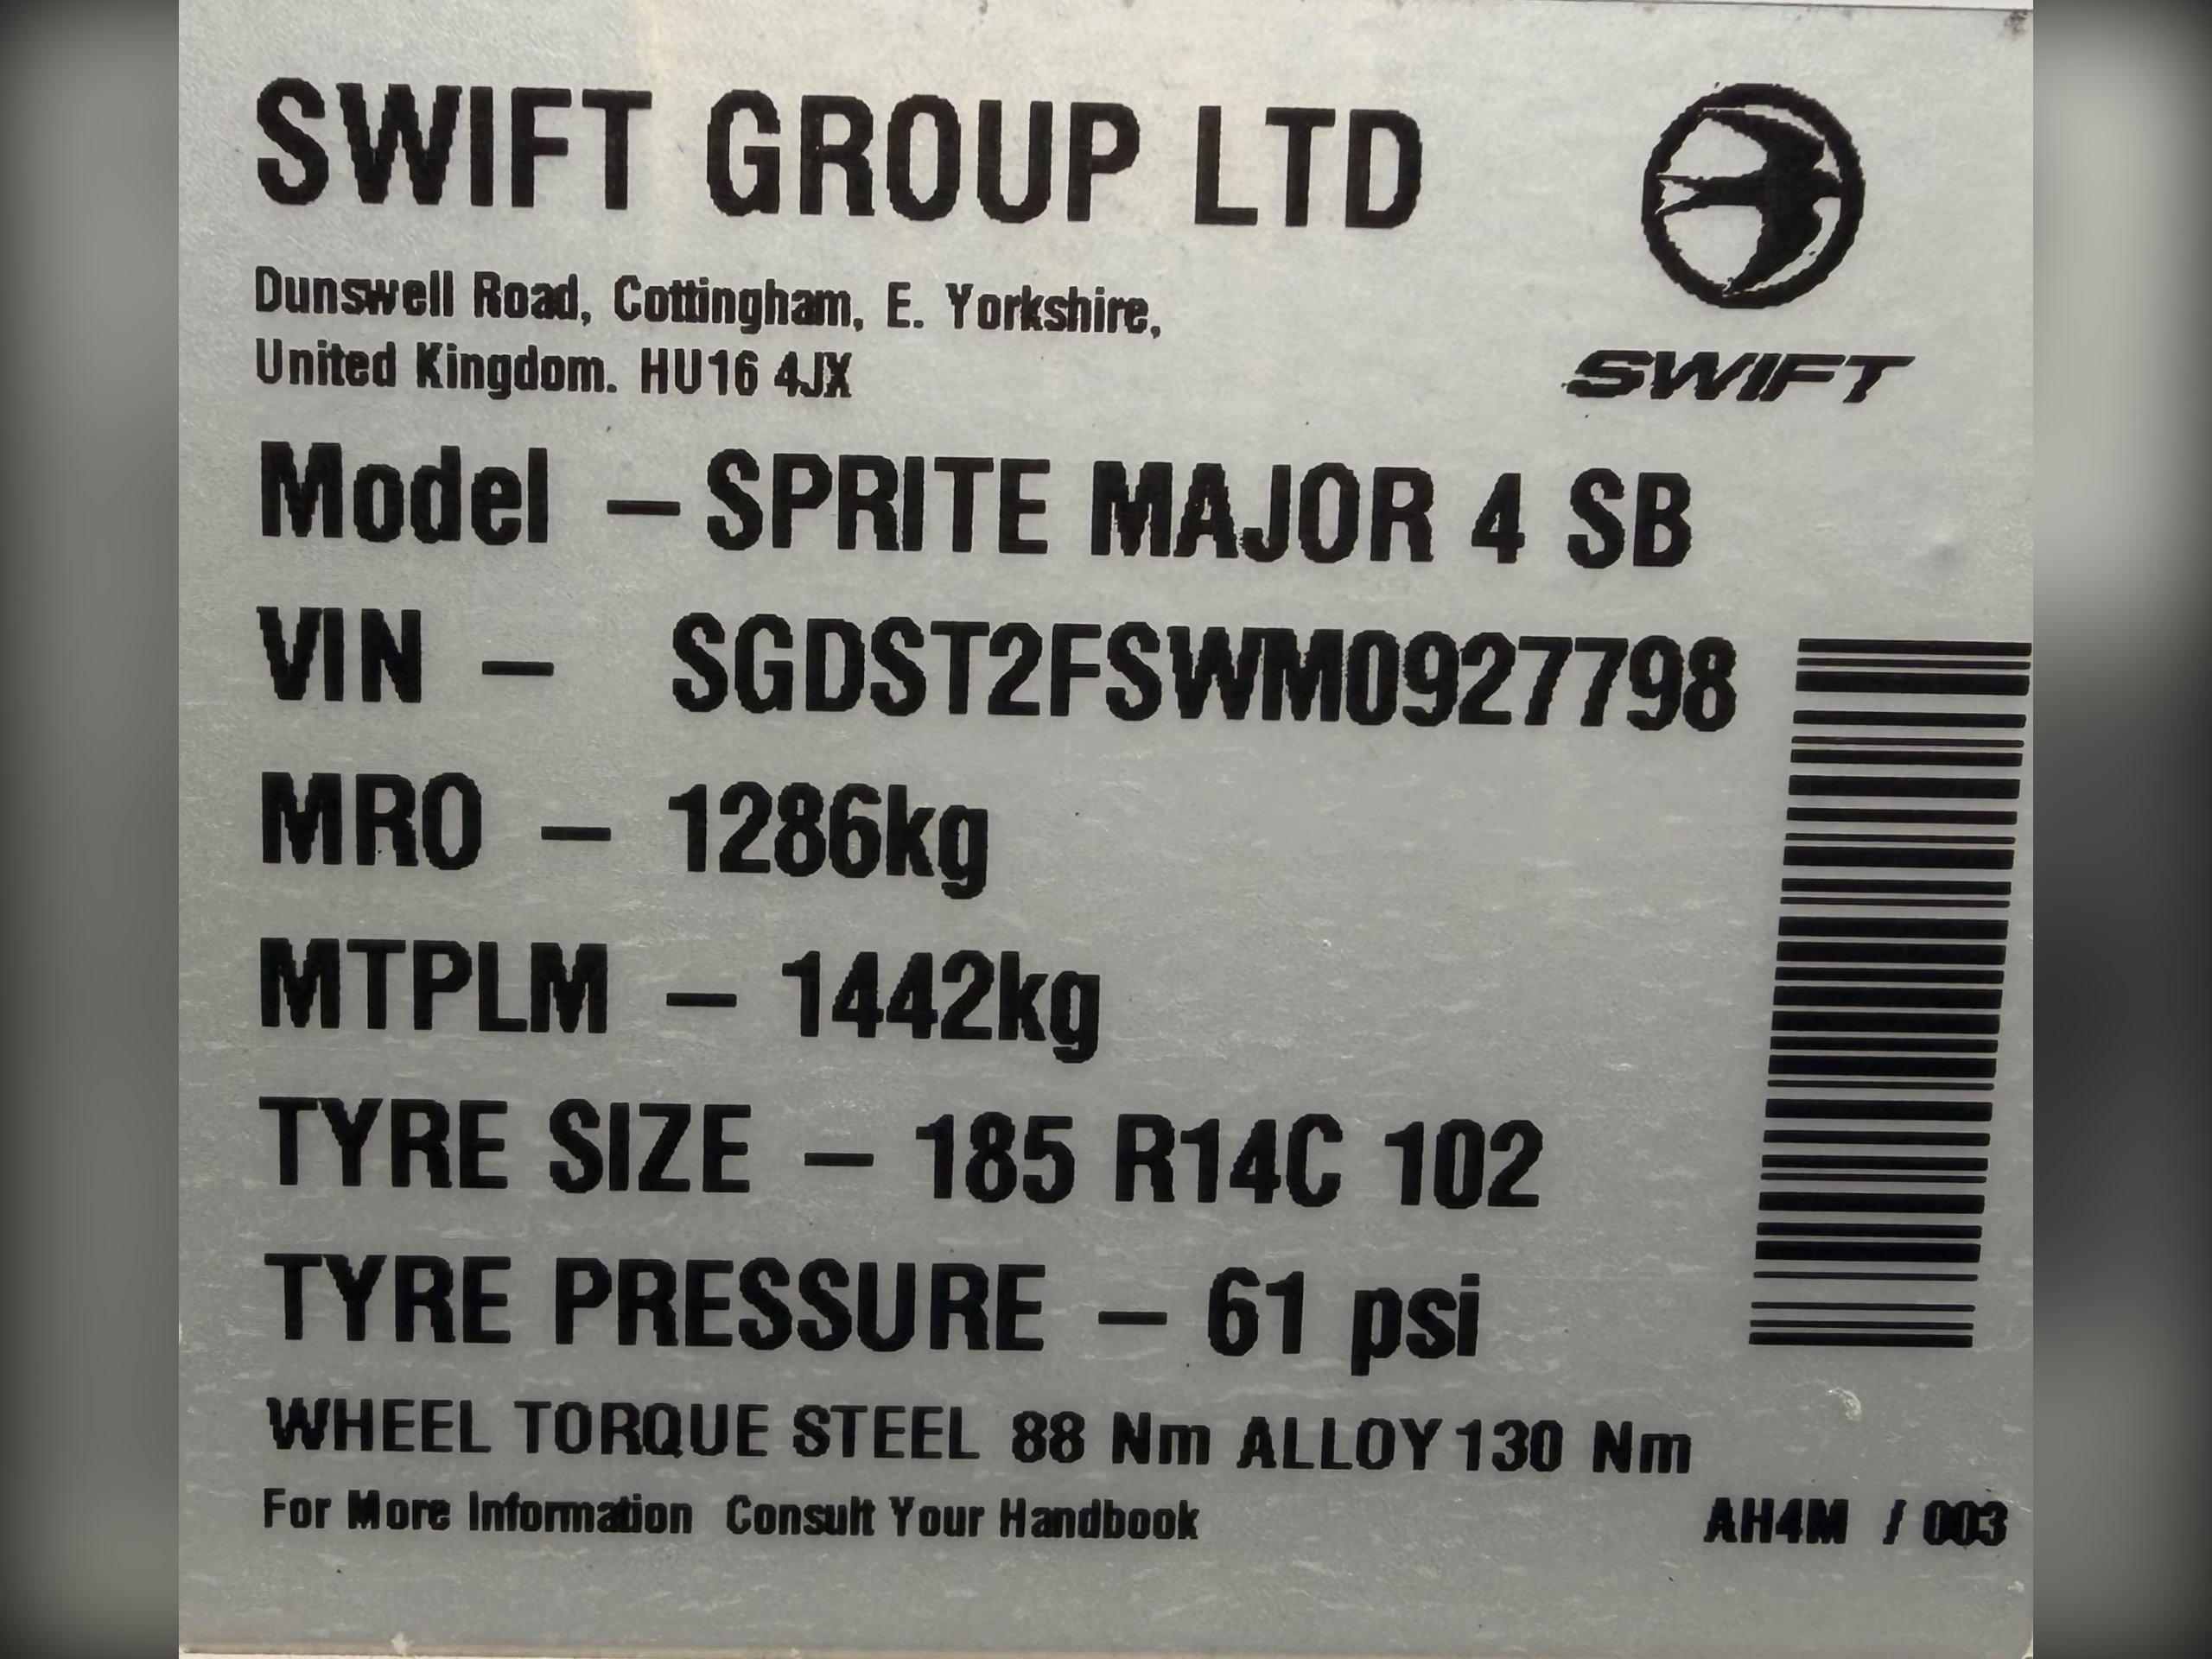 SWIFT GROUP LTD
Dunswell Road, Cottingham, E. Yorkshire,
United Kingdom. HU16 4JX
SWIFT
Model – SPRITE MAJOR 4 SB
VIN – SGDST2FSWM0927798
MRO – 1286kg
MTPLM – 1442kg
TYRE SIZE – 185 R14C 102
TYRE PRESSURE – 61 psi
WHEEL TORQUE STEEL 88 Nm ALLOY 130 Nm
For More Information Consult Your Handbook
AH4M / 003